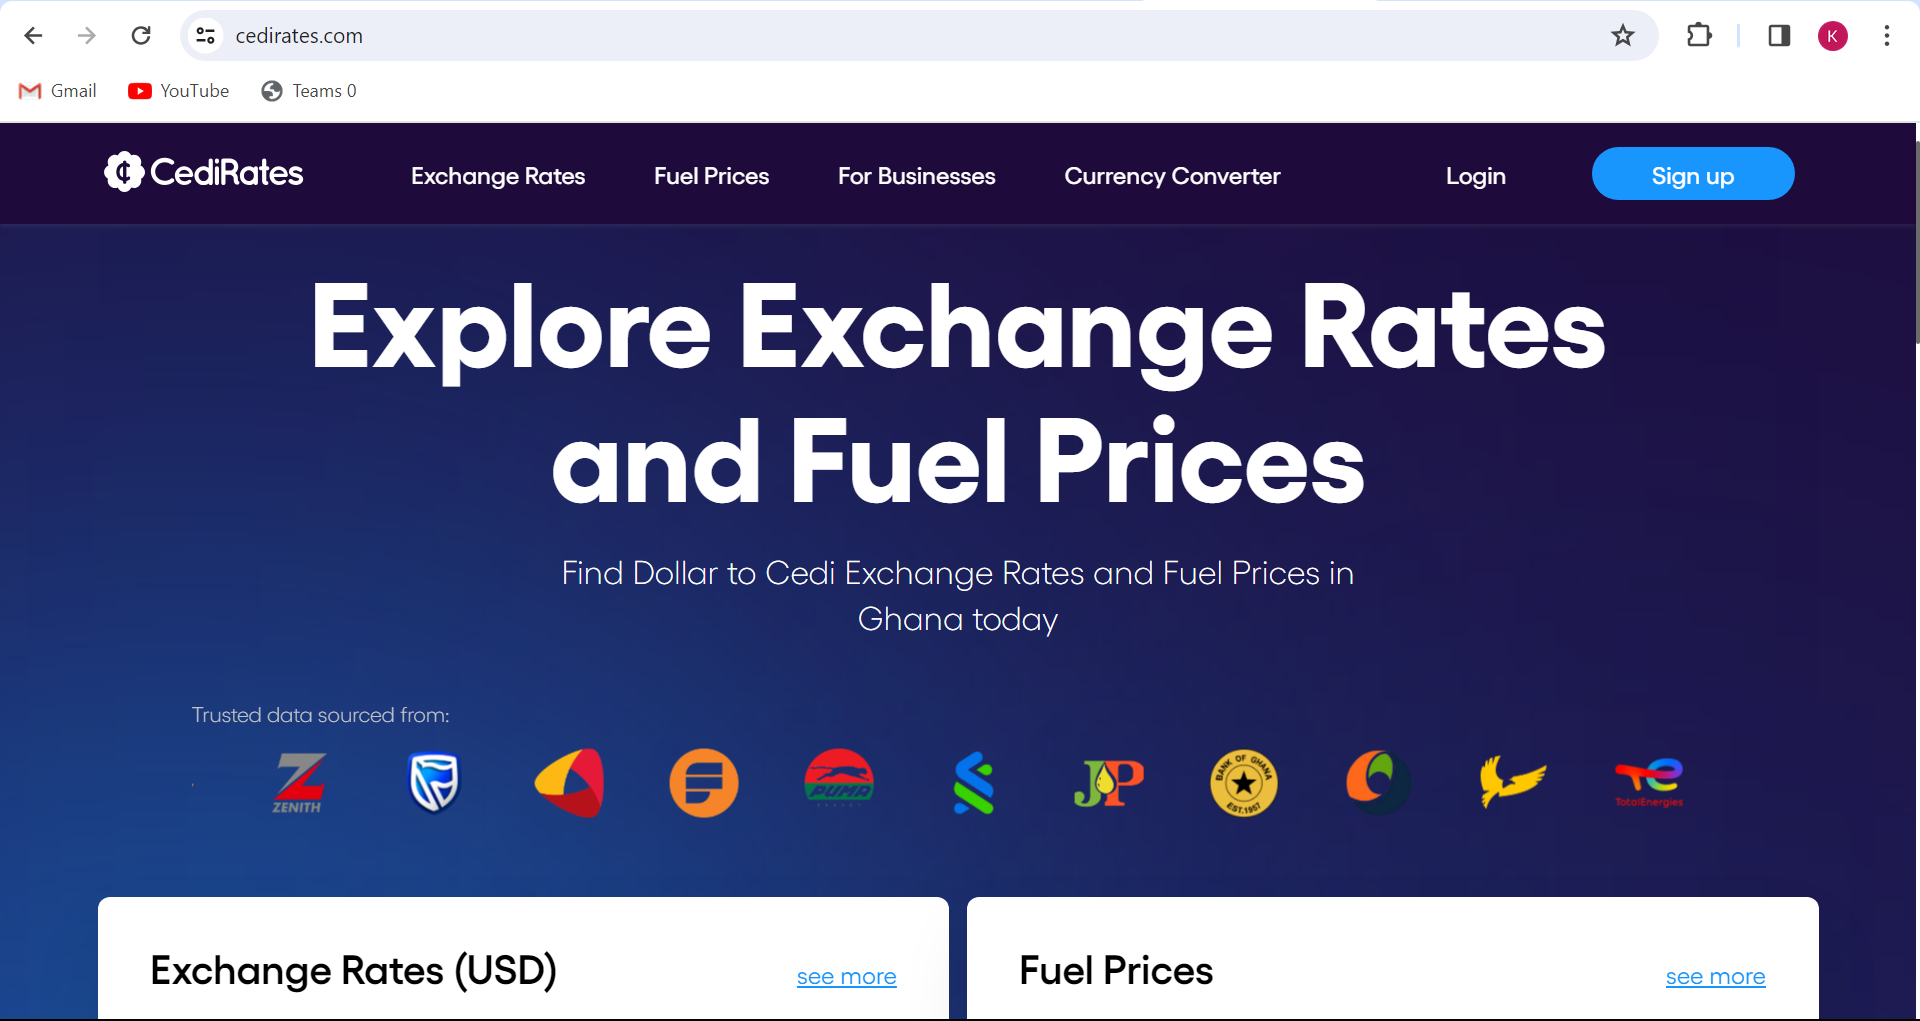 cedirates.com
K
Gmail
YouTube
Teams 0
CediRates
Exchange Rates
Fuel Prices
For Businesses
Currency Converter
Login
Sign up
Explore Exchange Rates
and Fuel Prices
Find Dollar to Cedi Exchange Rates and Fuel Prices in
Ghana today
Trusted data sourced from:
ZENITH
PUMA
ENERGY
JP
BANK OF GHANA
EST.1957
TotalEnergies
Exchange Rates (USD)
see more
Fuel Prices
see more